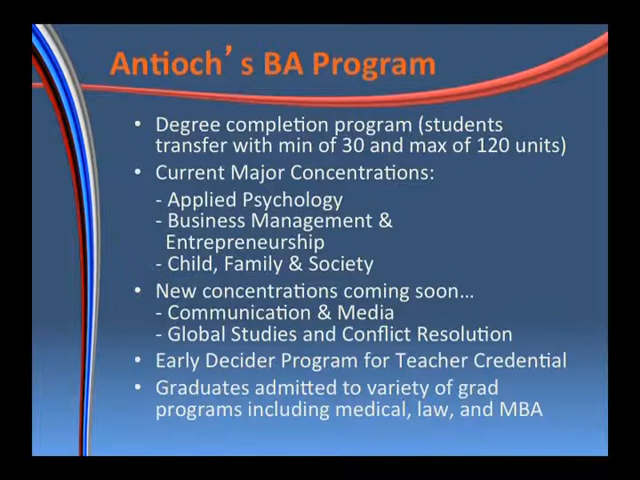 Antioch’s BA Program
• Degree completion program (students
transfer with min of 30 and max of 120 units)
• Current Major Concentrations:
- Applied Psychology
- Business Management &
Entrepreneurship
- Child, Family & Society
• New concentrations coming soon…
- Communication & Media
- Global Studies and Conflict Resolution
• Early Decider Program for Teacher Credential
• Graduates admitted to variety of grad
programs including medical, law, and MBA